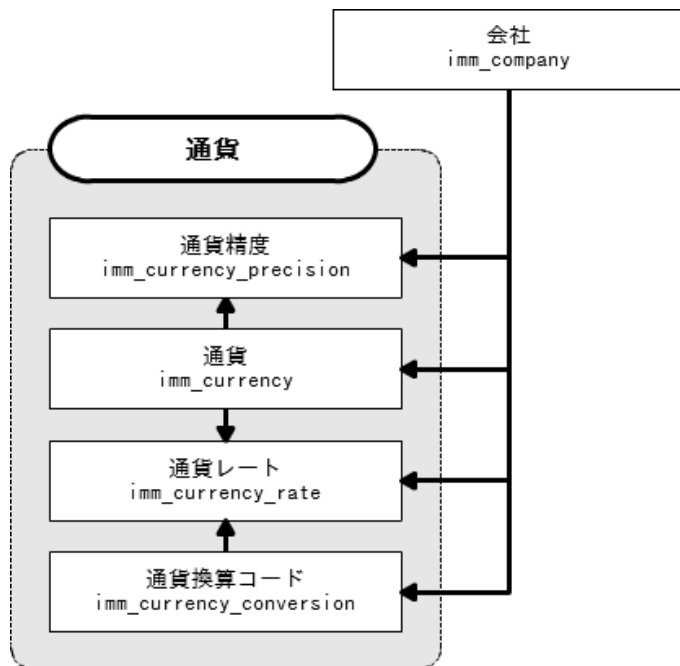 会社
imm_company
通貨
通貨精度
imm_currency_precision
通貨
imm_currency
通貨レート
imm_currency_rate
通貨換算コード
imm_currency_conversion